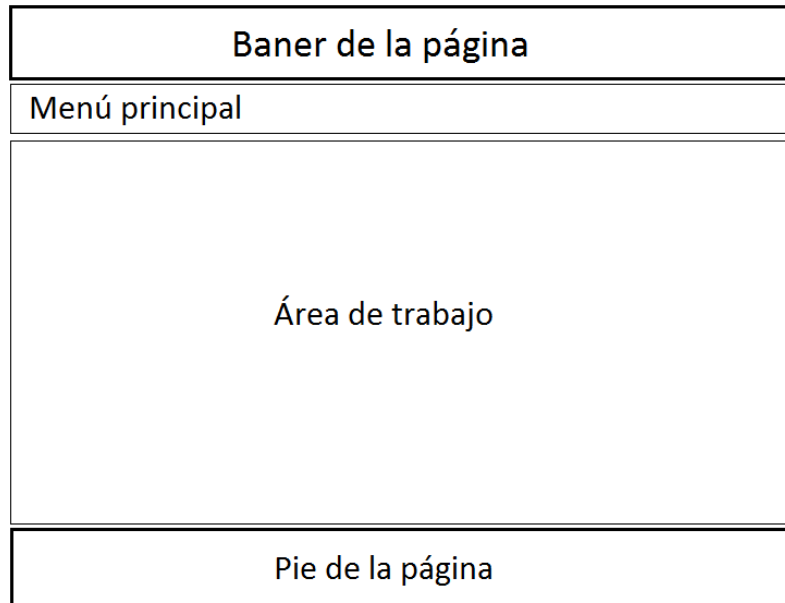 Baner de la página
Menú principal
Área de trabajo
Pie de la página